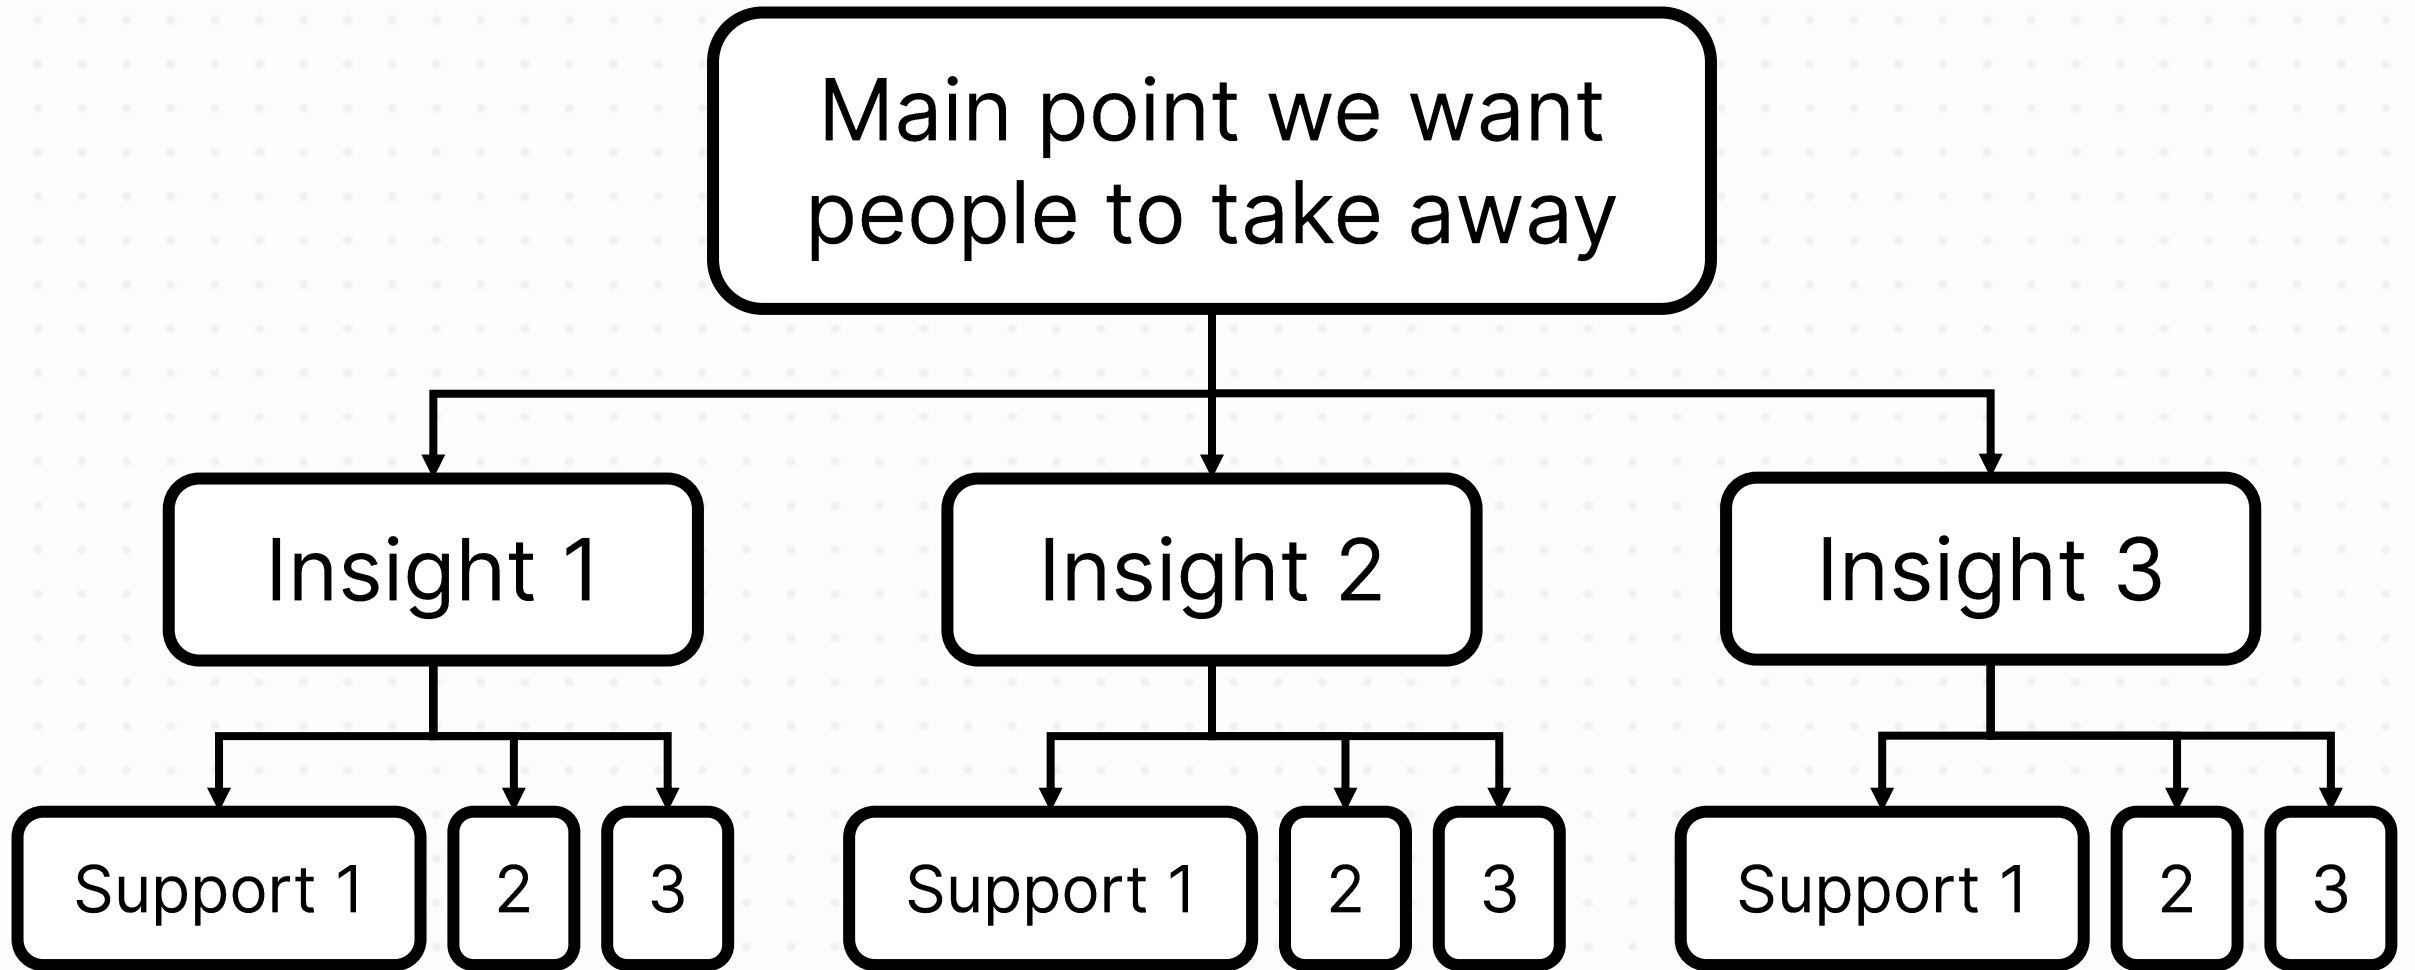 Main point we want
people to take away
Insight 1
Insight 2
Insight 3
Support 1
2
3
Support 1
2
3
Support 1
2
3